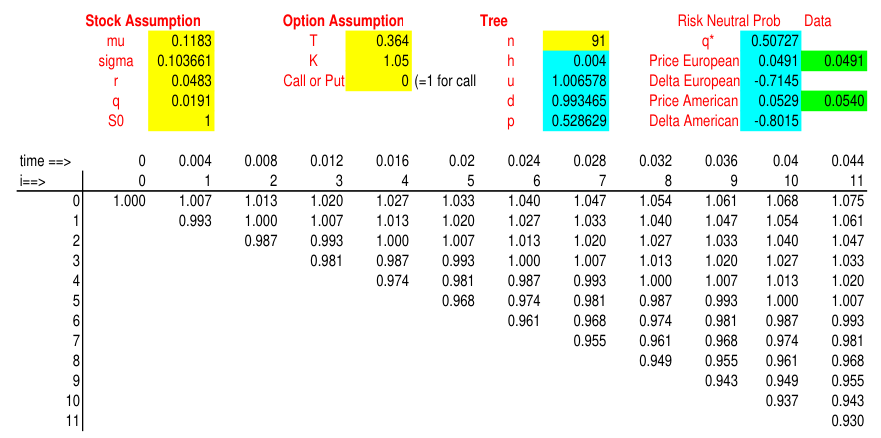 Stock Assumption Option Assumption Tree Risk Neutral Prob Data
mu 0.1183 T 0.364 n 91 q* 0.50727
sigma 0.103661 K 1.05 h 0.004 Price European 0.0491 0.0491
r 0.0483 Call or Put 0 (=1 for call u 1.006578 Delta European -0.7145
q 0.0191 d 0.993465 Price American 0.0529 0.0540
S0 1 p 0.528629 Delta American -0.8015
time ==> 0 0.004 0.008 0.012 0.016 0.02 0.024 0.028 0.032 0.036 0.04 0.044
i==> 0 1 2 3 4 5 6 7 8 9 10 11
0 1.000 1.007 1.013 1.020 1.027 1.033 1.040 1.047 1.054 1.061 1.068 1.075
1 0.993 1.000 1.007 1.013 1.020 1.027 1.033 1.040 1.047 1.054 1.061
2 0.987 0.993 1.000 1.007 1.013 1.020 1.027 1.033 1.040 1.047
3 0.981 0.987 0.993 1.000 1.007 1.013 1.020 1.027 1.033
4 0.974 0.981 0.987 0.993 1.000 1.007 1.013 1.020
5 0.968 0.974 0.981 0.987 0.993 1.000 1.007
6 0.961 0.968 0.974 0.981 0.987 0.993
7 0.955 0.961 0.968 0.974 0.981
8 0.949 0.955 0.961 0.968
9 0.943 0.949 0.955
10 0.937 0.943
11 0.930